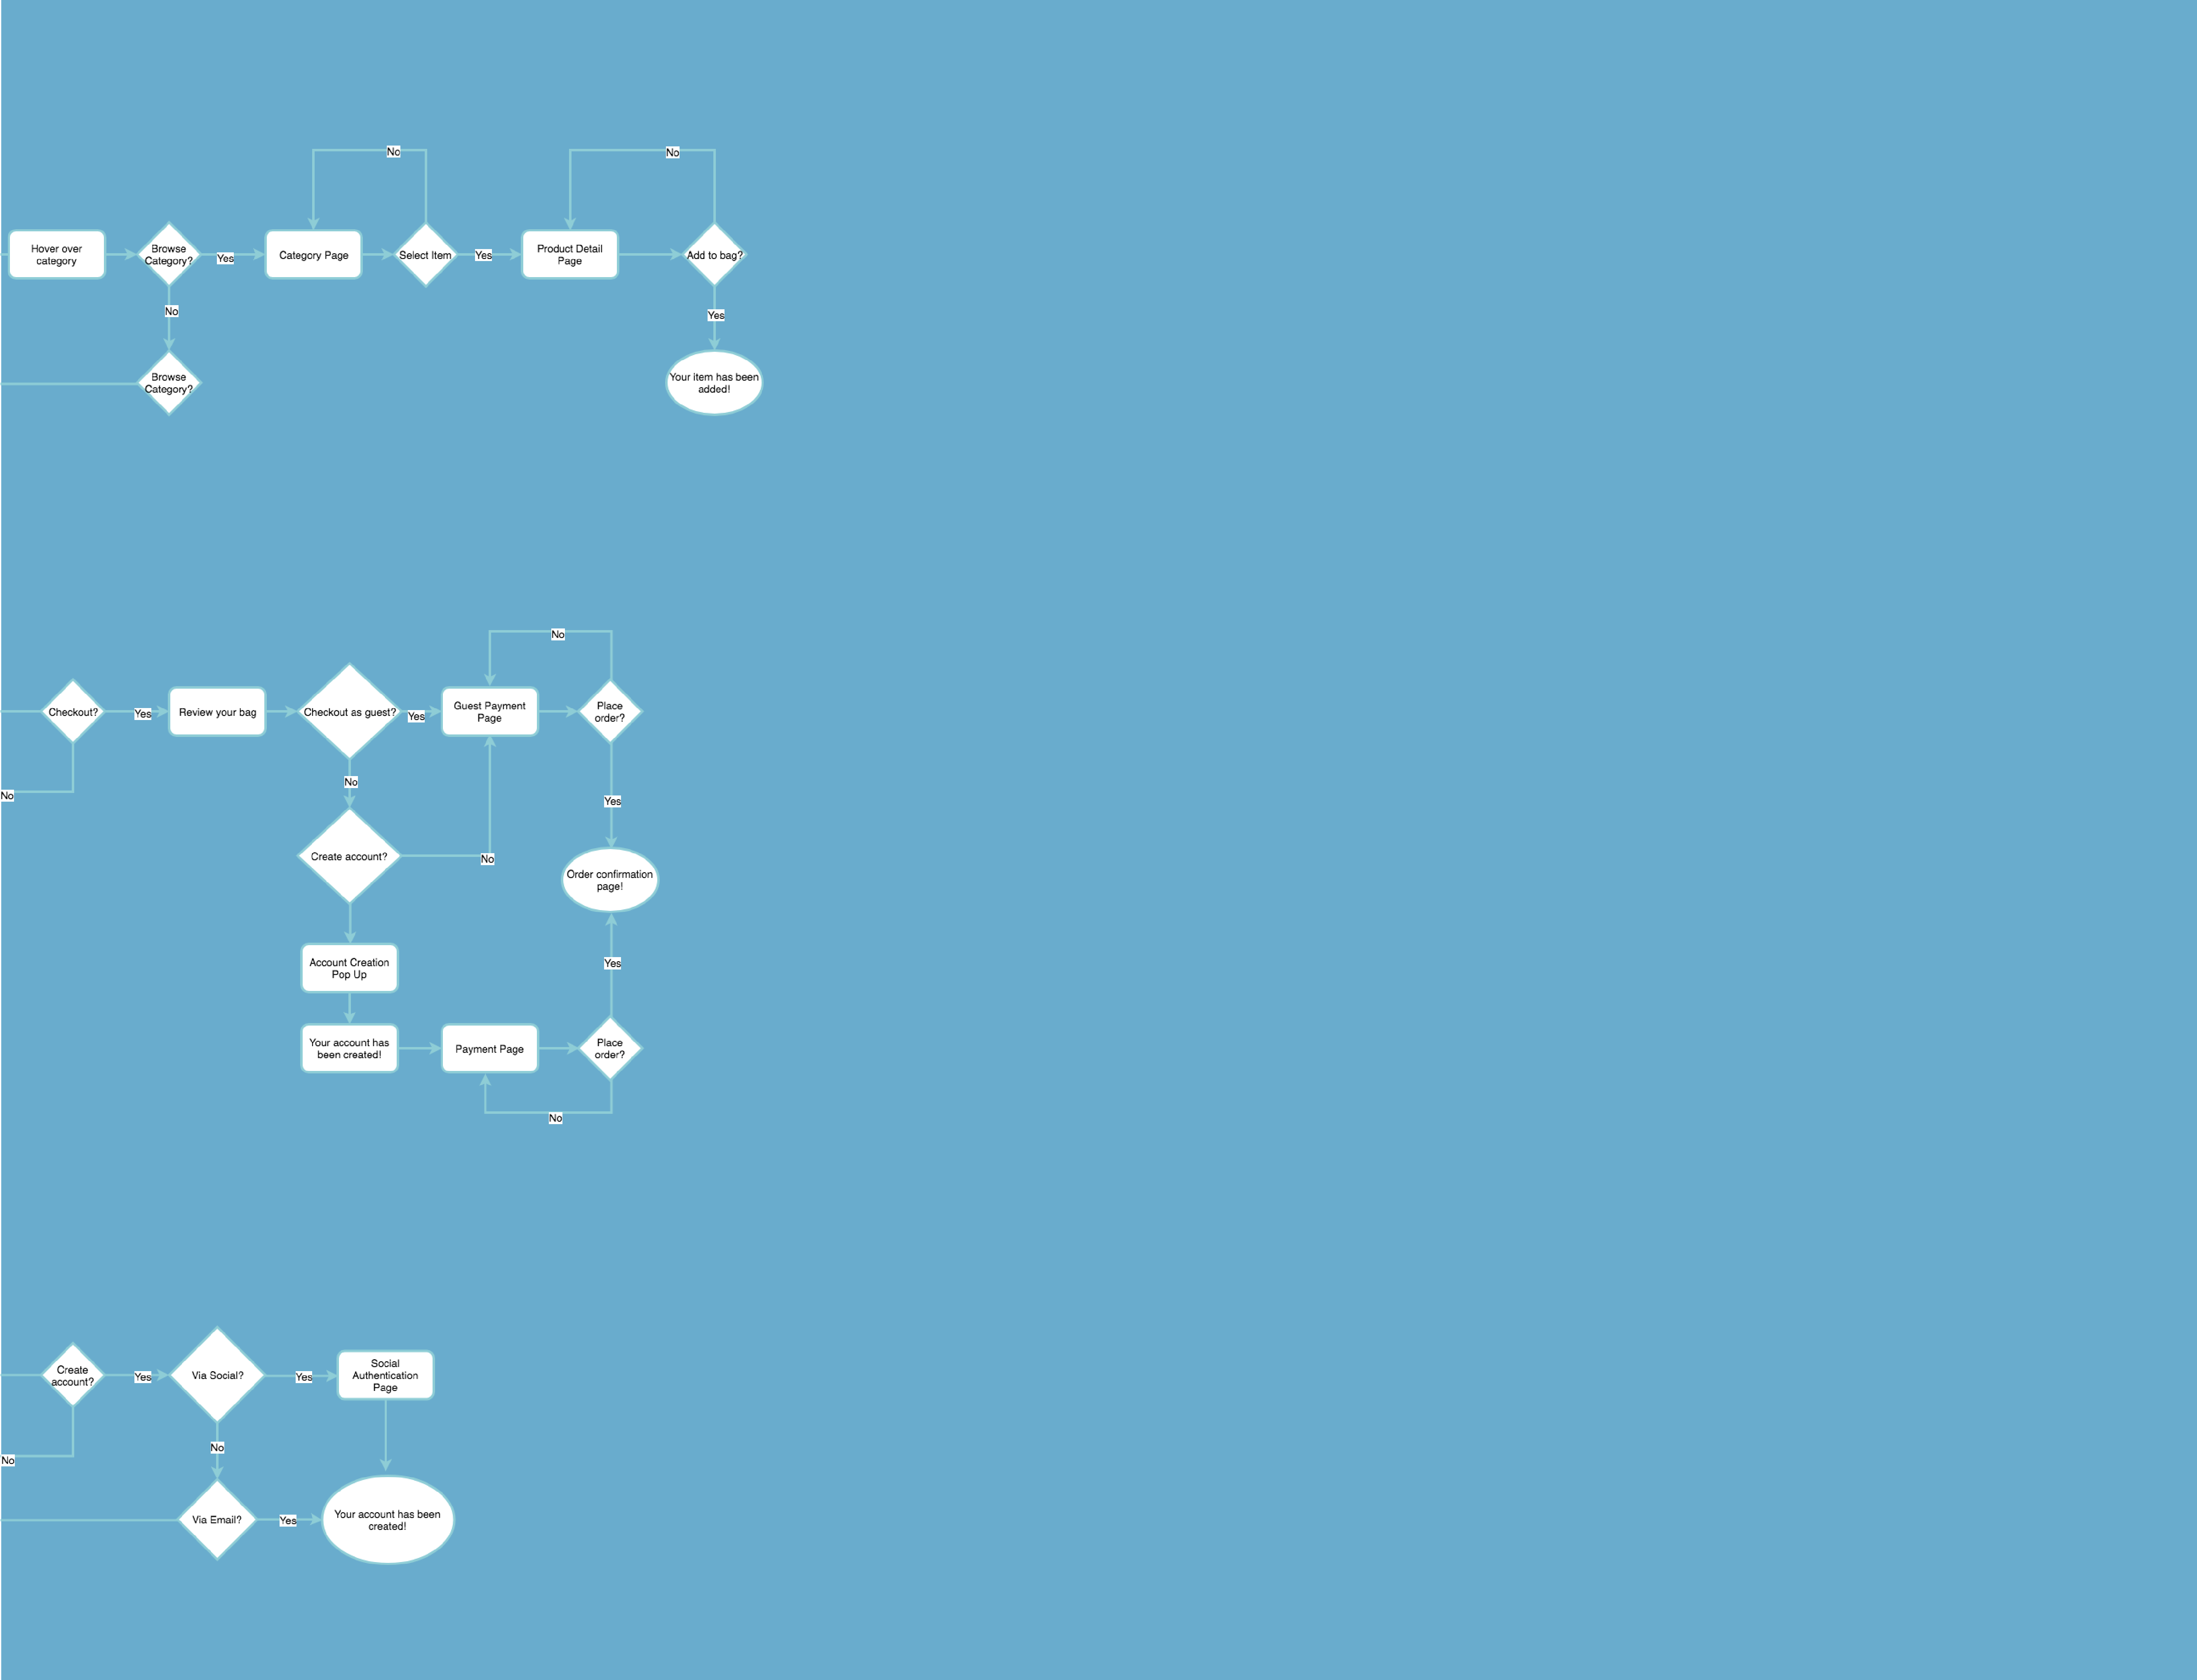 No
No
Hover over
category
Browse
Category?
Yes
Category Page
Select Item
Yes
Product Detail
Page
Add to bag?
No
Yes
Browse
Category?
Your item has been
added!
No
Checkout?
Yes
Review your bag
Checkout as guest?
Yes
Guest Payment
Page
Place
order?
No
No
Yes
Create account?
No
Order confirmation
page!
Account Creation
Pop Up
Yes
Your account has
been created!
Payment Page
Place
order?
No
Create
account?
Yes
Via Social?
Yes
Social
Authentication
Page
No
No
Via Email?
Yes
Your account has been
created!